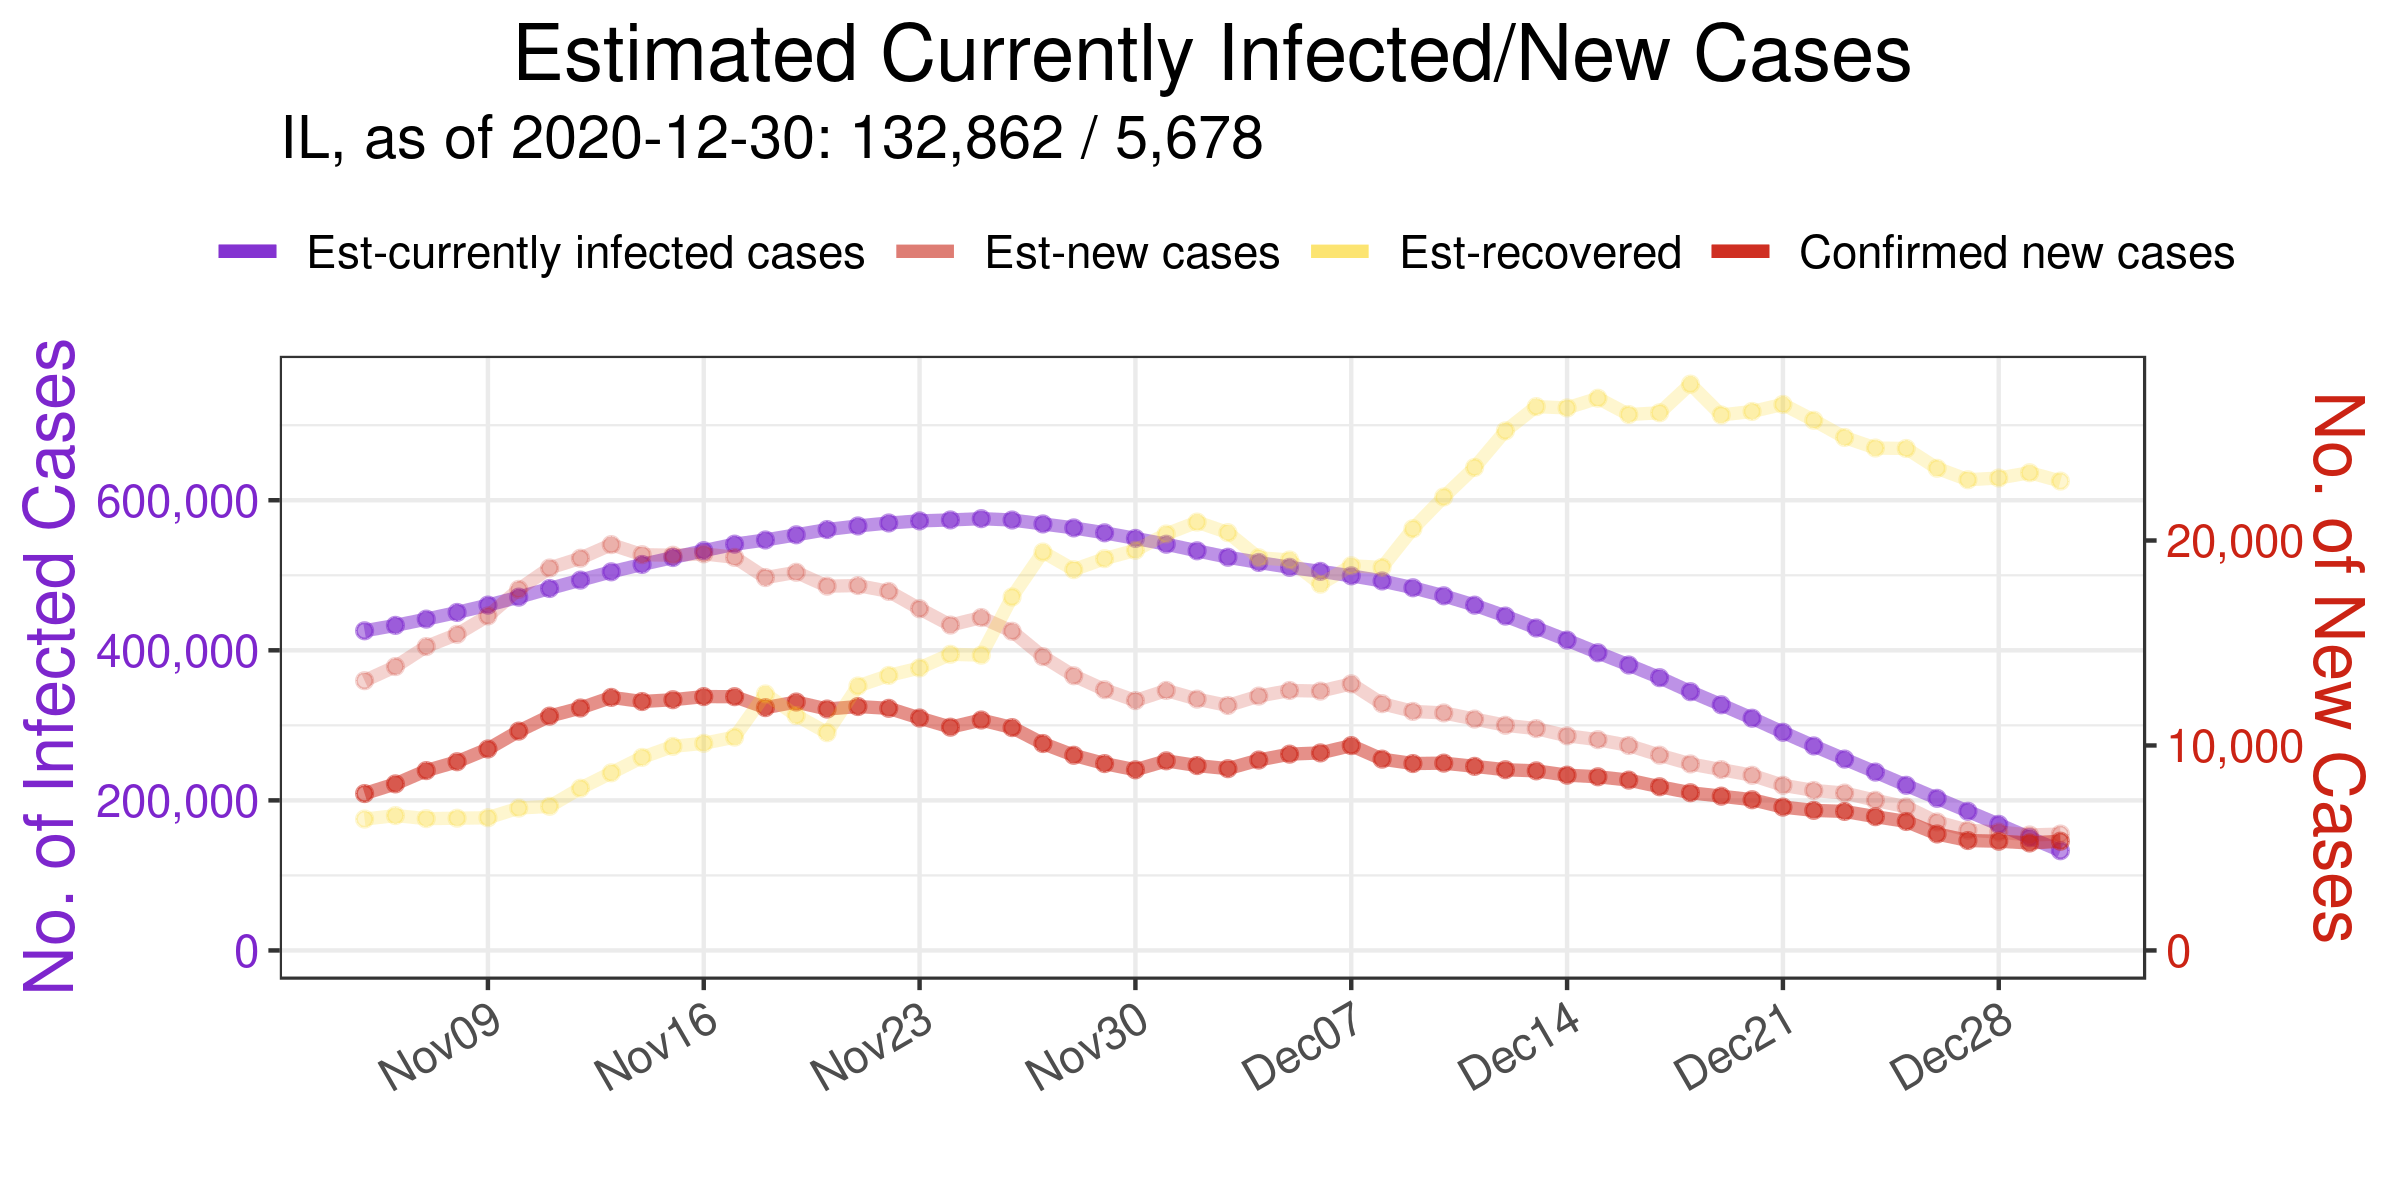 Estimated Currently Infected/New Cases
IL, as of 2020-12-30: 132,862 / 5,678
Est-currently infected cases Est-new cases Est-recovered Confirmed new cases
No. of Infected Cases
600,000
400,000
200,000
0
20,000
10,000
0
No. of New Cases
Nov09 Nov16 Nov23 Nov30 Dec07 Dec14 Dec21 Dec28